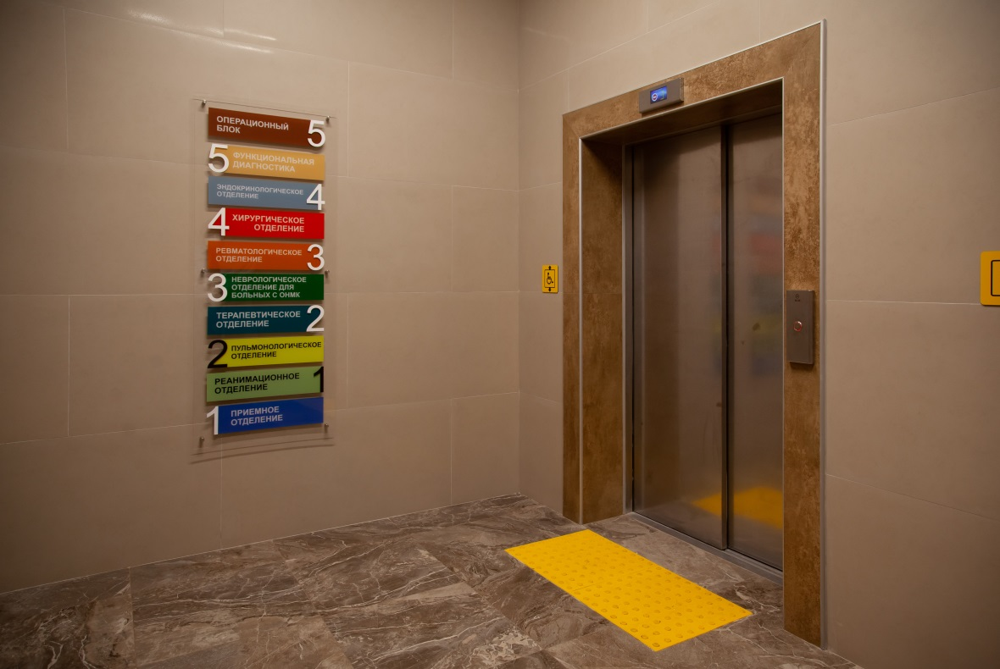 ОПЕРАЦИОННЫЙ
БЛОК
5
5
ФУНКЦИОНАЛЬНАЯ
ДИАГНОСТИКА
ЭНДОКРИНОЛОГИЧЕСКОЕ
ОТДЕЛЕНИЕ
4
4
ХИРУРГИЧЕСКОЕ
ОТДЕЛЕНИЕ
РЕВМАТОЛОГИЧЕСКОЕ
ОТДЕЛЕНИЕ
3
3
НЕВРОЛОГИЧЕСКОЕ
ОТДЕЛЕНИЕ ДЛЯ
БОЛЬНЫХ С ОНМК
ТЕРАПЕВТИЧЕСКОЕ
ОТДЕЛЕНИЕ
2
2
ПУЛЬМОНОЛОГИЧЕСКОЕ
ОТДЕЛЕНИЕ
РЕАНИМАЦИОННОЕ
ОТДЕЛЕНИЕ
1
1
ПРИЕМНОЕ
ОТДЕЛЕНИЕ